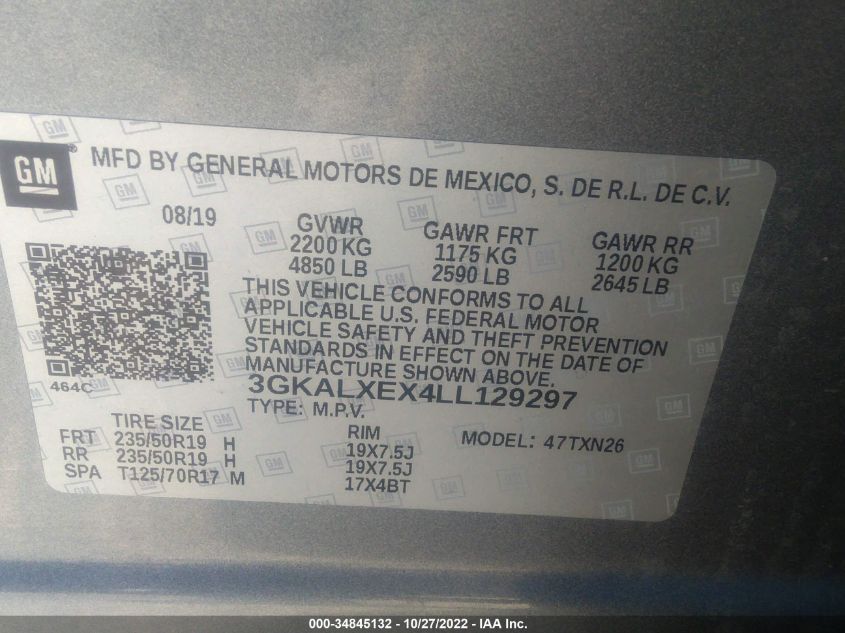 GM
MFD BY GENERAL MOTORS DE MEXICO, S. DE R.L. DE C.V.
08/19
GVWR
2200 KG
4850 LB
GAWR FRT
1175 KG
2590 LB
GAWR RR
1200 KG
2645 LB
THIS VEHICLE CONFORMS TO ALL
APPLICABLE U.S. FEDERAL MOTOR
VEHICLE SAFETY AND THEFT PREVENTION
STANDARDS IN EFFECT ON THE DATE OF
MANUFACTURE SHOWN ABOVE.
464C
3GKALXEX4LL129297
TYPE: M.P.V.
TIRE SIZE
FRT 235/50R19 H
RR 235/50R19 H
SPA T125/70R17 M
RIM
19X7.5J
19X7.5J
17X4BT
MODEL: 47TXN26
000-34845132 - 10/27/2022 - IAA Inc.